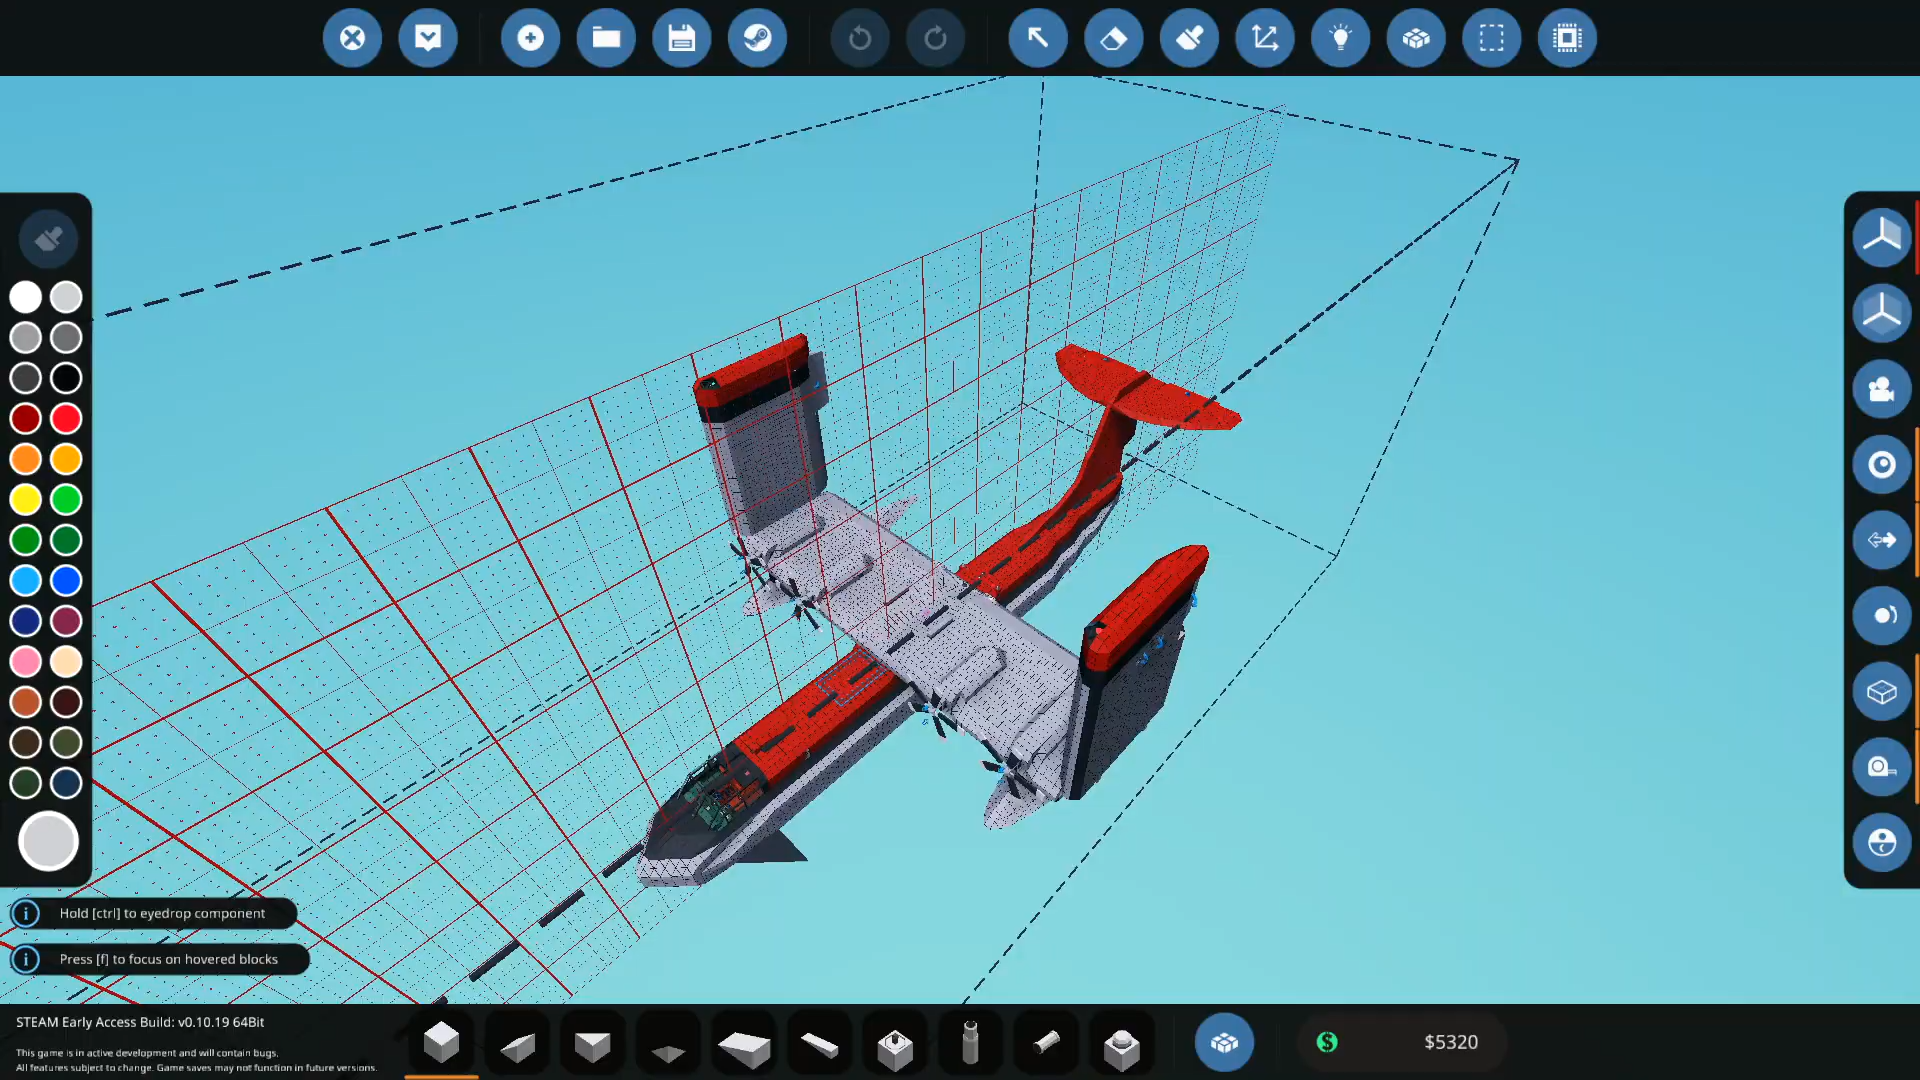 Hold [ctrl] to eyedrop component
Press [f] to focus on hovered blocks
STEAM Early Access Build: v0.10.19 64Bit
This game is in active development and will contain bugs.
All features subject to change. Game saves may not function in future versions.
$5320